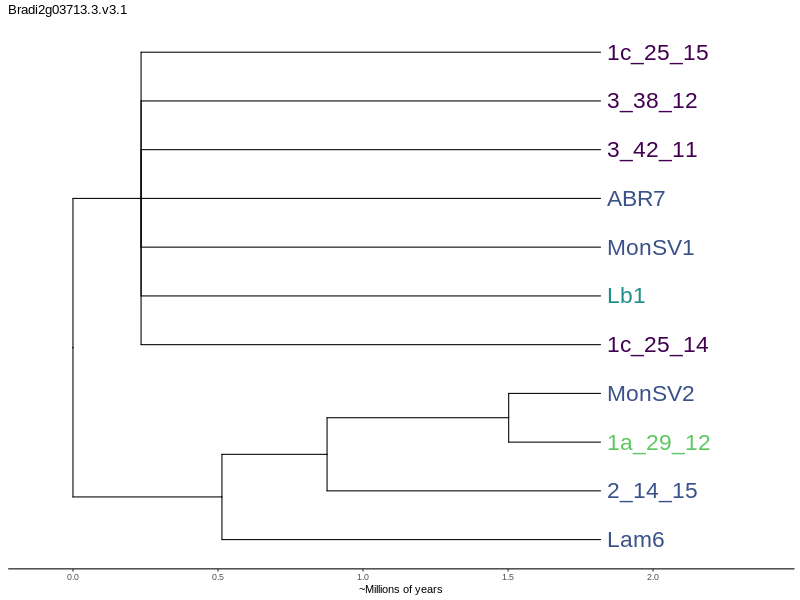 Bradi2g03713.3.v3.1
1c_25_15
3_38_12
3_42_11
ABR7
MonSV1
Lb1
1c_25_14
MonSV2
1a_29_12
2_14_15
Lam6
0.0 0.5 1.0 1.5 2.0
~Millions of years